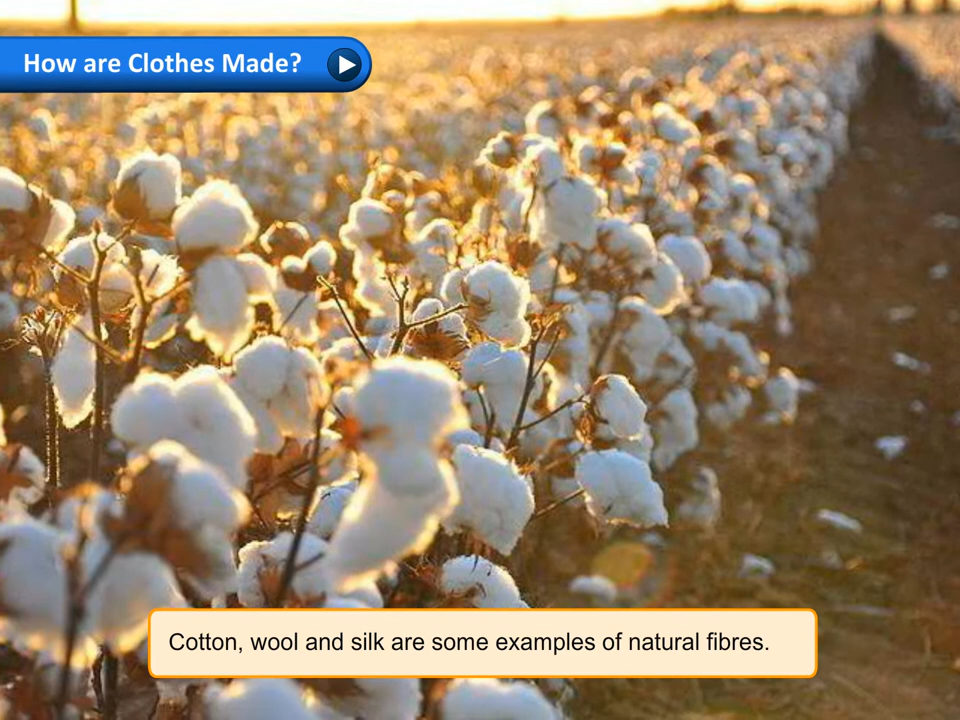 How are Clothes Made?
Cotton, wool and silk are some examples of natural fibres.